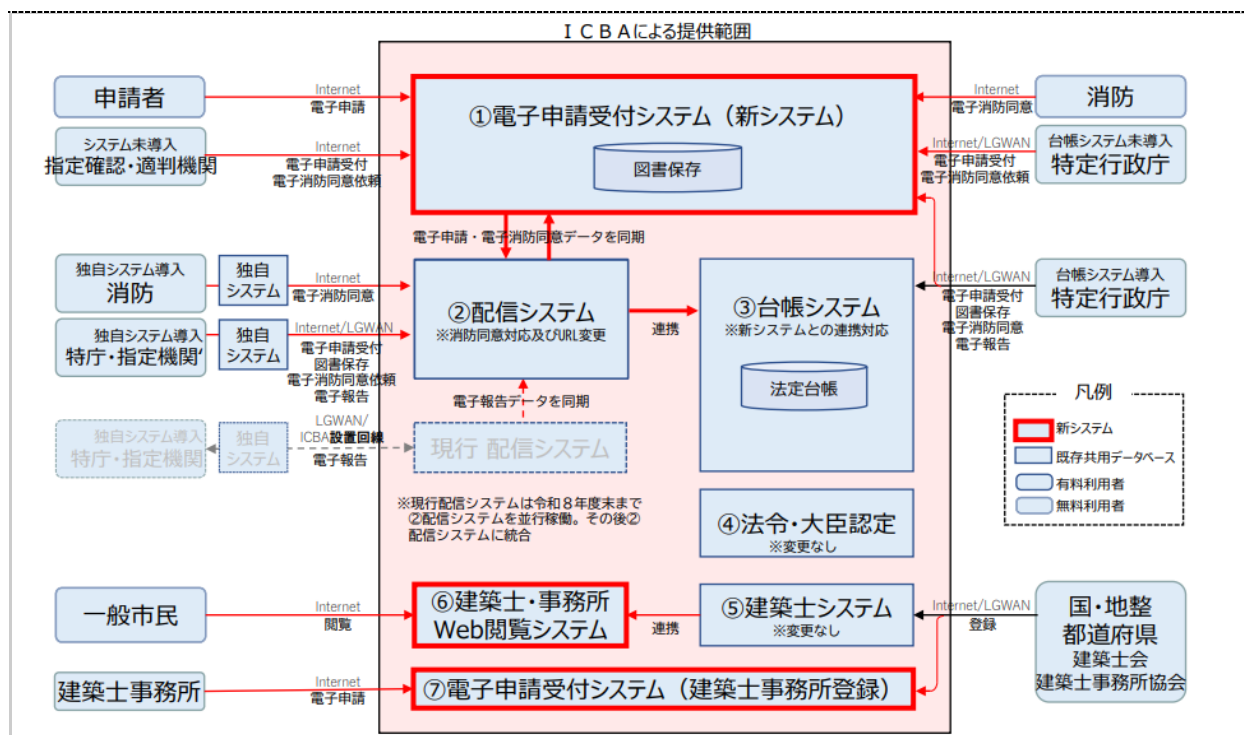 ＩＣＢＡによる提供範囲
申請者
Internet
電子申請
システム未導入
指定確認・適判機関
Internet
電子申請受付
電子消防同意依頼
①電子申請受付システム（新システム）
図書保存
Internet
電子消防同意
消防
Internet/LGWAN
電子申請受付
電子消防同意依頼
台帳システム未導入
特定行政庁
電子申請・電子消防同意データを同期
独自システム導入
消防
独自
システム
Internet
電子消防同意
独自システム導入
特庁・指定機関'
独自
システム
Internet/LGWAN
電子申請受付
図書保存
電子消防同意依頼
電子報告
②配信システム
※消防同意対応及びURL変更
連携
③台帳システム
※新システムとの連携対応
法定台帳
Internet/LGWAN
電子申請受付
図書保存
電子消防同意
電子報告
台帳システム導入
特定行政庁
電子報告データを同期
独自システム導入
特庁・指定機関
独自
システム
LGWAN/
ICBA設置回線
電子報告
現行 配信システム
※現行配信システムは令和８年度末まで
②配信システムを並行稼働。その後②
配信システムに統合
④法令・大臣認定
※変更なし
凡例
新システム
既存共用データベース
有料利用者
無料利用者
一般市民
Internet
閲覧
⑥建築士・事務所
Web閲覧システム
連携
⑤建築士システム
※変更なし
Internet/LGWAN
登録
国・地整
都道府県
建築士会
建築士事務所協会
建築士事務所
Internet
電子申請
⑦電子申請受付システム（建築士事務所登録）